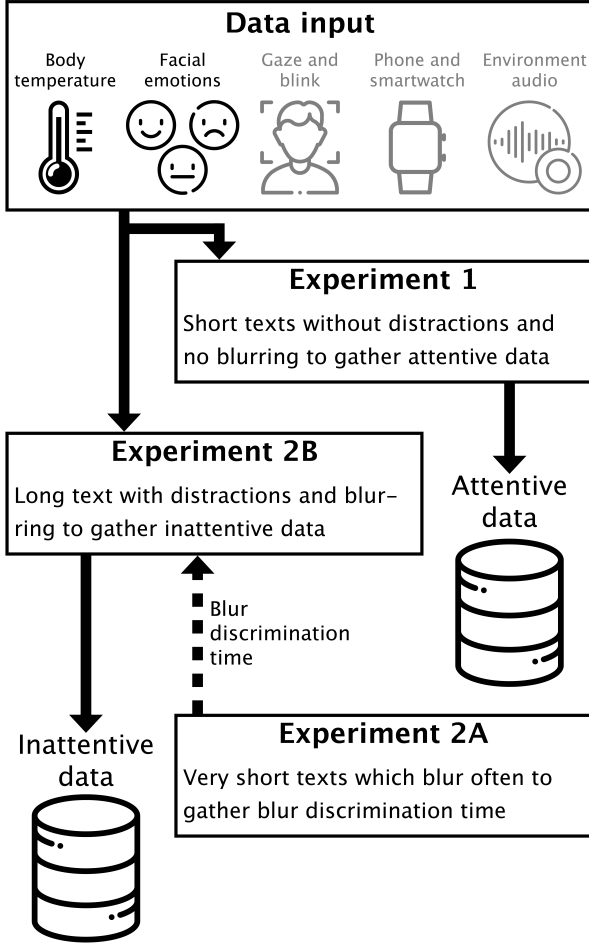 Data input
Body
temperature
Facial
emotions
Gaze and
blink
Phone and
smartwatch
Environment
audio
Experiment 1
Short texts without distractions and
no blurring to gather attentive data
Experiment 2B
Long text with distractions and blur-
ring to gather inattentive data
Attentive
data
Blur
discrimination
time
Experiment 2A
Very short texts which blur often to
gather blur discrimination time
Inattentive
data